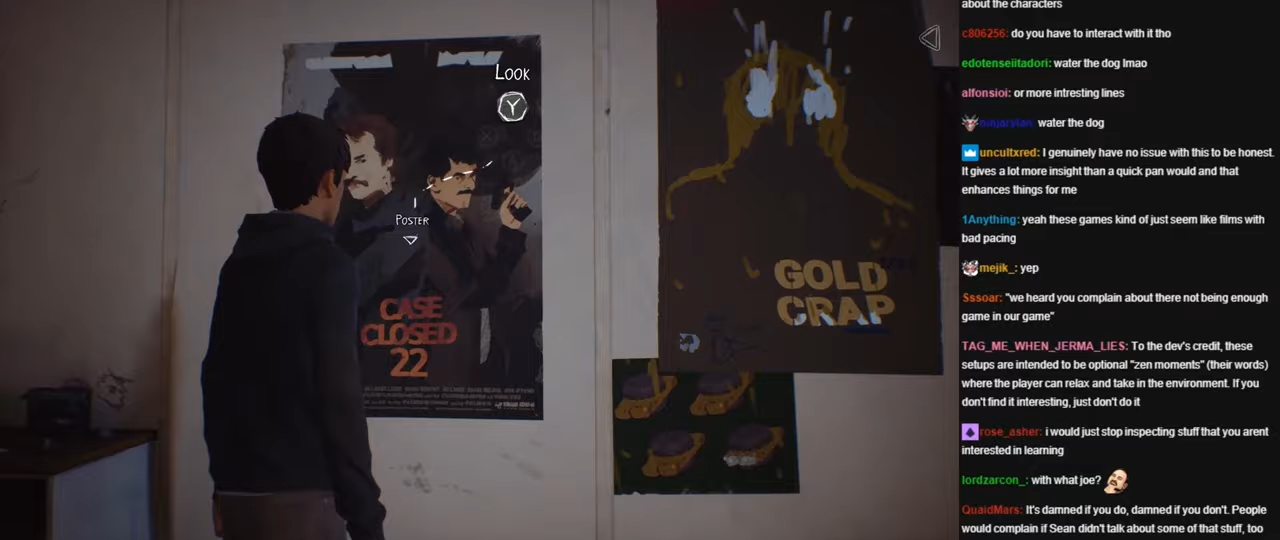 LOOK
Y
POSTER
CASE
CLOSED
22
GOLD
CRAP
about the characters
c806256: do you have to interact with it tho
edotenseiitadori: water the dog lmao
alfonsioi: or more intresting lines
water the dog
uncultxred: I genuinely have no issue with this to be honest.
It gives a lot more insight than a quick pan would and that
enhances things for me
1Anything: yeah these games kind of just seem like films with
bad pacing
mejik_: yep
Sssoar: "we heard you complain about there not being enough
game in our game"
TAG_ME_WHEN_JERMA_LIES: To the dev's credit, these
setups are intended to be optional "zen moments" (their words)
where the player can relax and take in the environment. If you
don't find it interesting, just don't do it
rose_asher: i would just stop inspecting stuff that you arent
interested in learning
lordzarcon_: with what joe?
QuaidMars: It's damned if you do, damned if you don't. People
would complain if Sean didn't talk about some of that stuff, too